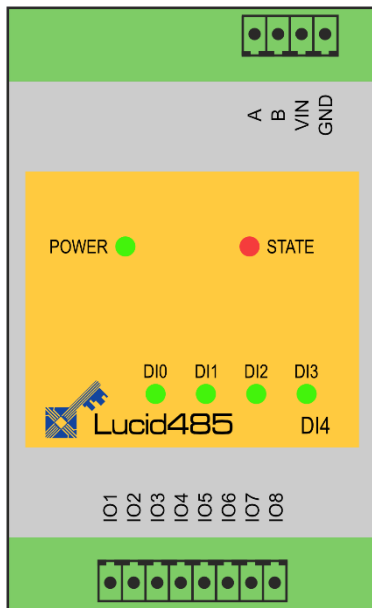 A
B
VIN
GND
POWER
STATE
DI0 DI1 DI2 DI3
Lucid485
DI4
IO1
IO2
IO3
IO4
IO5
IO6
IO7
IO8